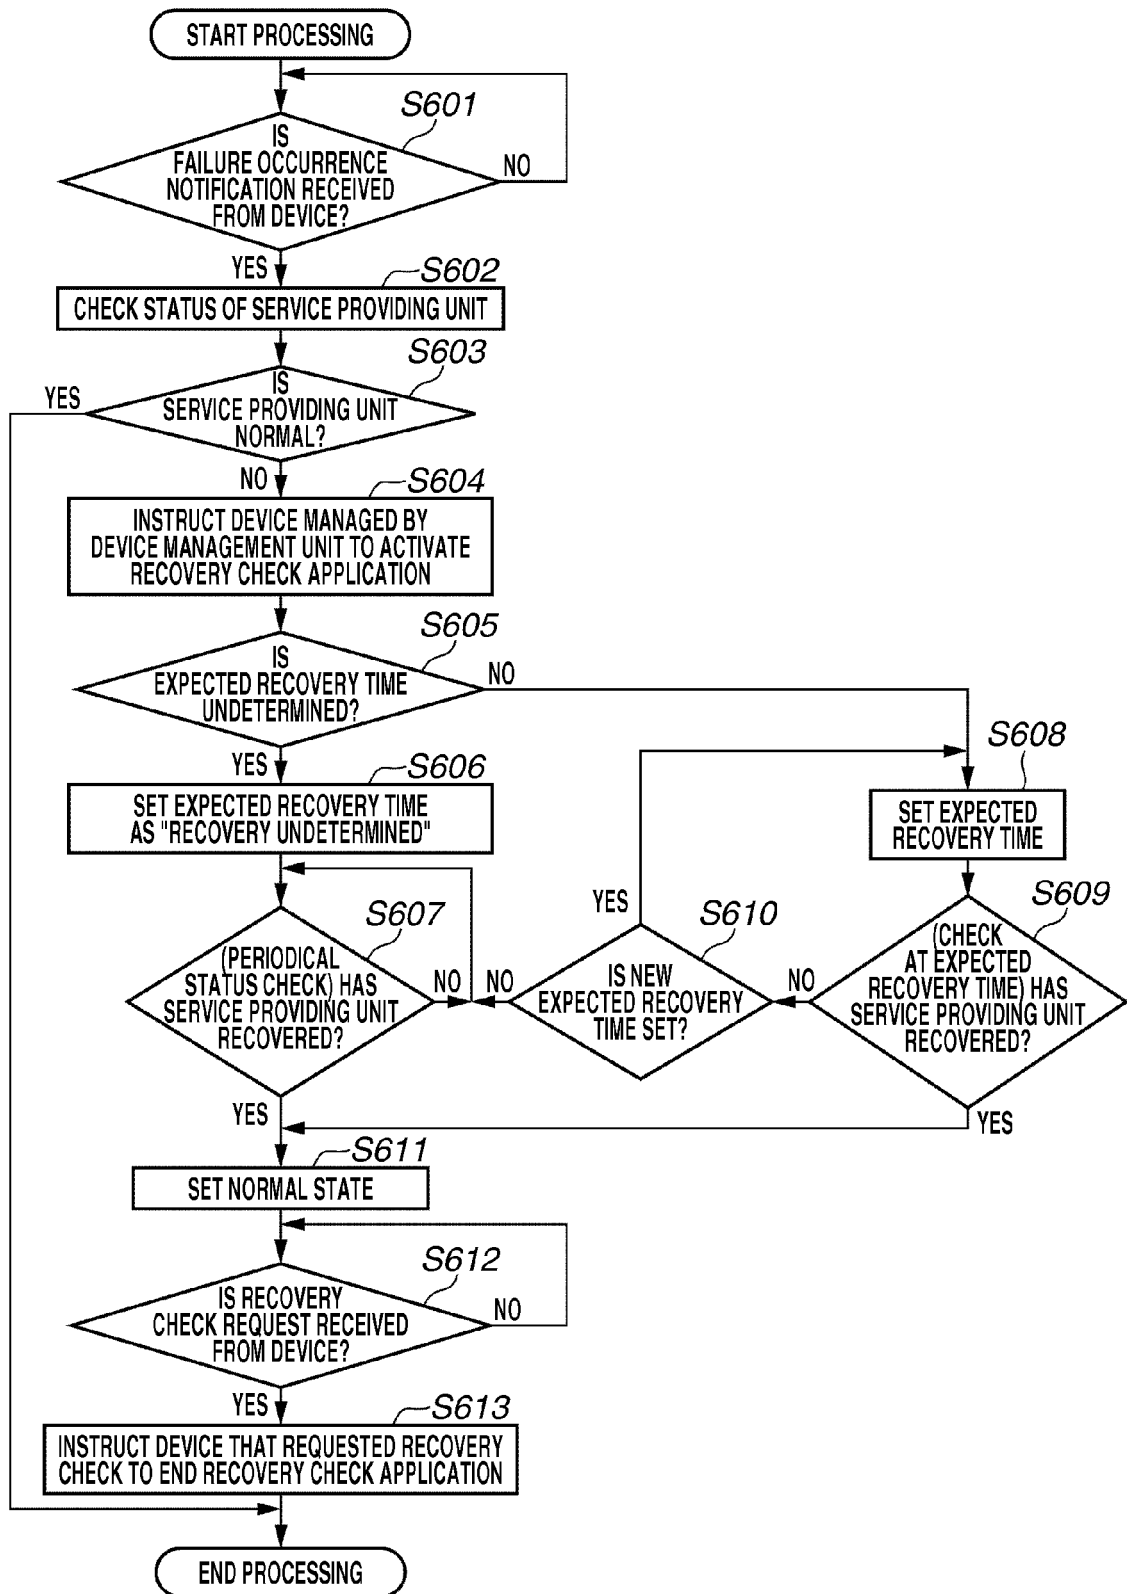 START PROCESSING
S601
IS
FAILURE OCCURRENCE
NOTIFICATION RECEIVED
FROM DEVICE?
NO
YES
S602
CHECK STATUS OF SERVICE PROVIDING UNIT
S603
YES
IS
SERVICE PROVIDING UNIT
NORMAL?
NO
S604
INSTRUCT DEVICE MANAGED BY
DEVICE MANAGEMENT UNIT TO ACTIVATE
RECOVERY CHECK APPLICATION
S605
IS
EXPECTED RECOVERY TIME
UNDETERMINED?
NO
YES
S606
SET EXPECTED RECOVERY TIME
AS "RECOVERY UNDETERMINED"
S608
SET EXPECTED
RECOVERY TIME
S607
(PERIODICAL
STATUS CHECK) HAS
SERVICE PROVIDING UNIT
RECOVERED?
NO
YES
S610
IS NEW
EXPECTED RECOVERY
TIME SET?
NO
YES
S609
(CHECK
AT EXPECTED
RECOVERY TIME) HAS
SERVICE PROVIDING UNIT
RECOVERED?
NO
YES
S611
SET NORMAL STATE
S612
IS RECOVERY
CHECK REQUEST RECEIVED
FROM DEVICE?
NO
YES
S613
INSTRUCT DEVICE THAT REQUESTED RECOVERY
CHECK TO END RECOVERY CHECK APPLICATION
END PROCESSING